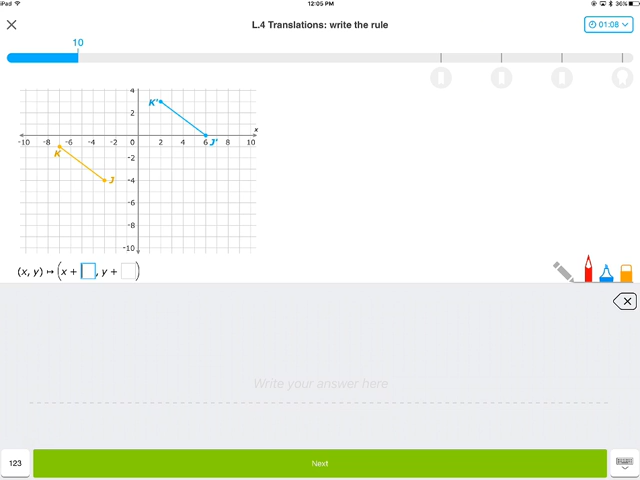 iPad 12:05 PM 36%
L.4 Translations: write the rule 01:08
10
4
K' 2
x
-10 -8 -6 -4 -2 0 2 4 6 J' 8 10
K -2
J -4
-6
-8
-10
(x, y) ↦ (x + , y + )
Write your answer here
123 Next